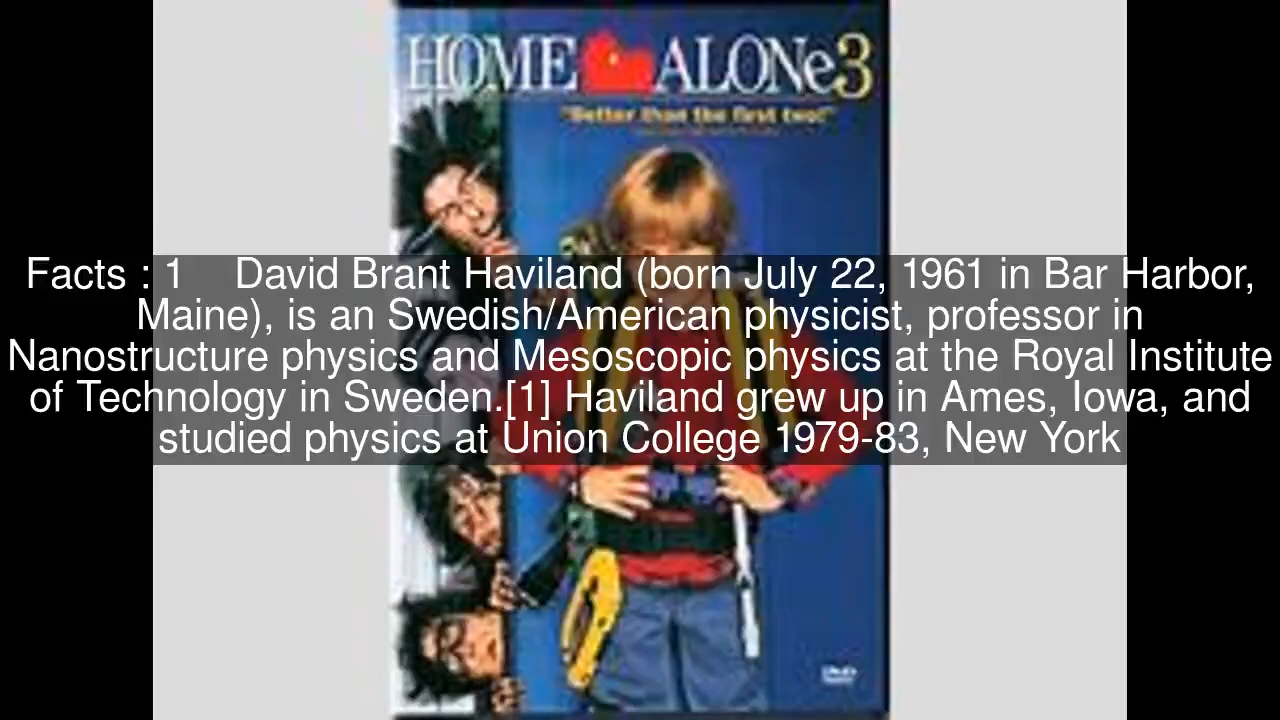 HOME ALONe3
"Better than the first two!"
Facts : 1 David Brant Haviland (born July 22, 1961 in Bar Harbor,
Maine), is an Swedish/American physicist, professor in
Nanostructure physics and Mesoscopic physics at the Royal Institute
of Technology in Sweden.[1] Haviland grew up in Ames, Iowa, and
studied physics at Union College 1979-83, New York
DVD